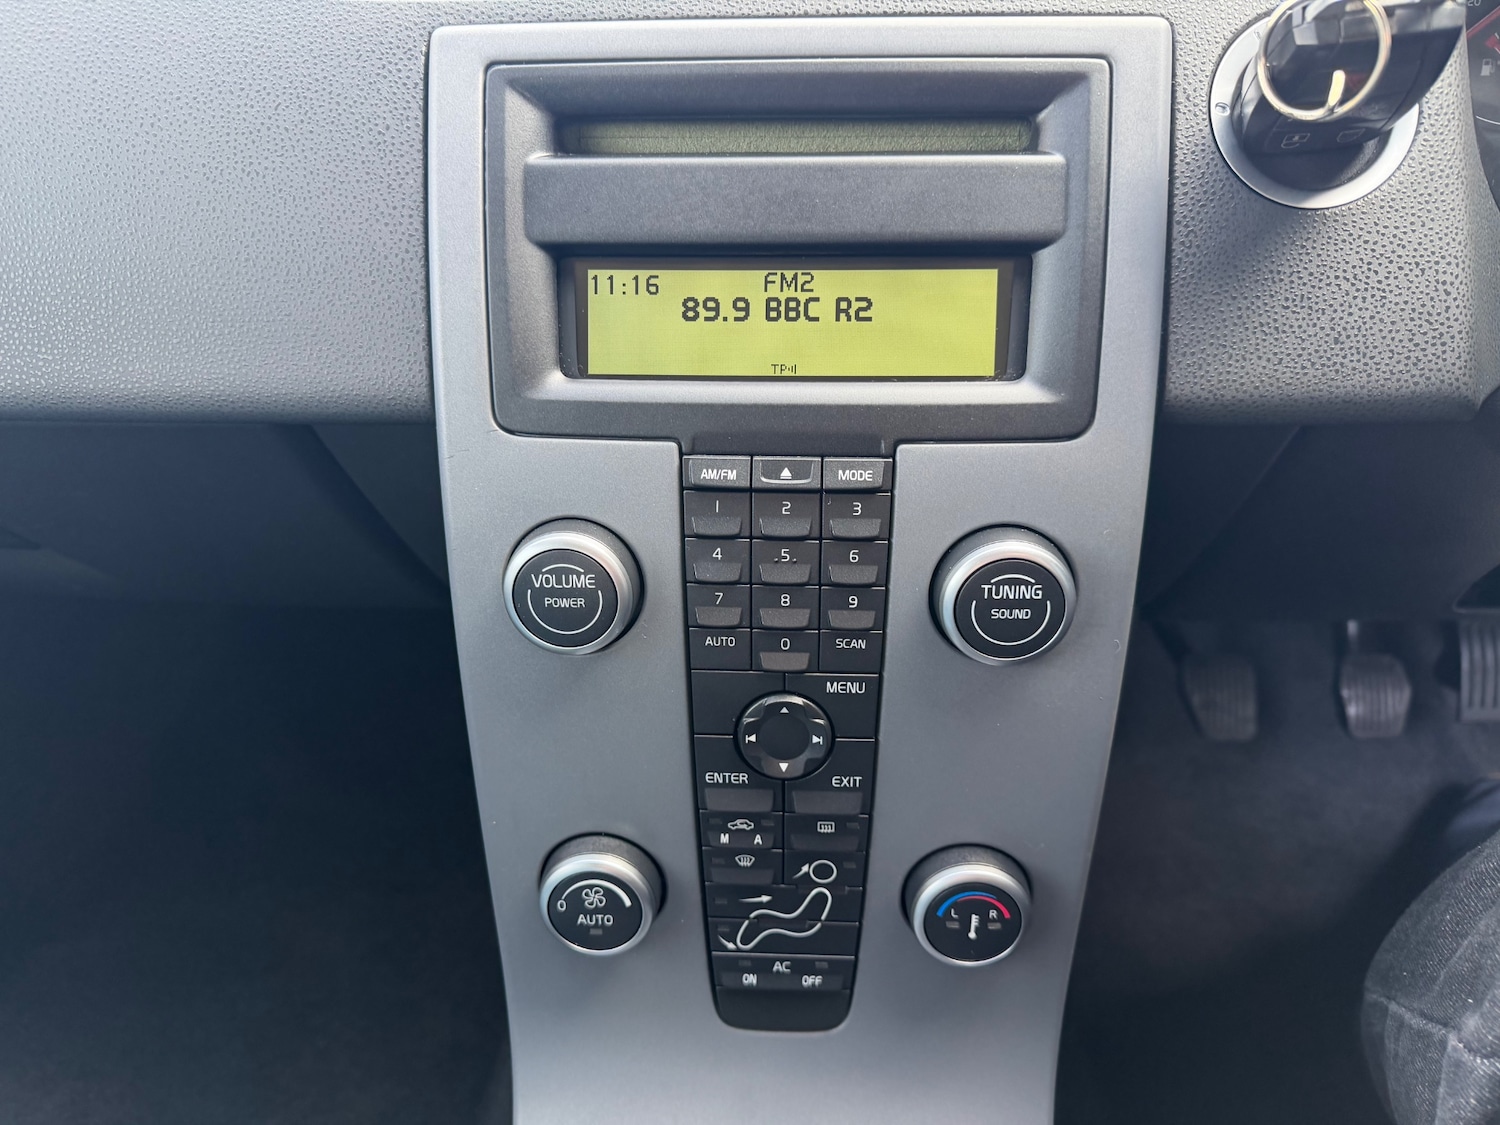 11:16 FM2
89.9 BBC R2
TP
AM/FM MODE
1 2 3
4 5 6
7 8 9
AUTO 0 SCAN
VOLUME
POWER
TUNING
SOUND
MENU
ENTER EXIT
M A
0
AUTO
L R
AC
ON OFF